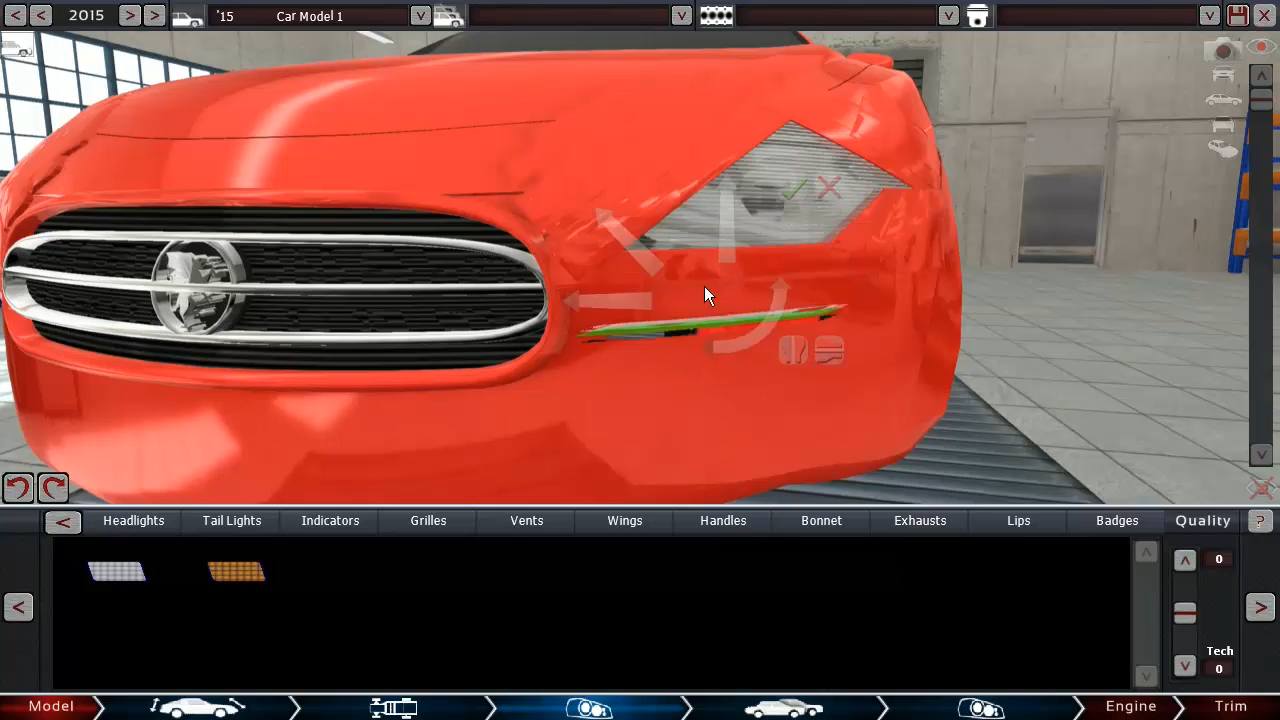 2015
'15 Car Model 1
Headlights Tail Lights Indicators Grilles Vents Wings Handles Bonnet Exhausts Lips Badges Quality ?
0
Tech
0
Model Engine Trim